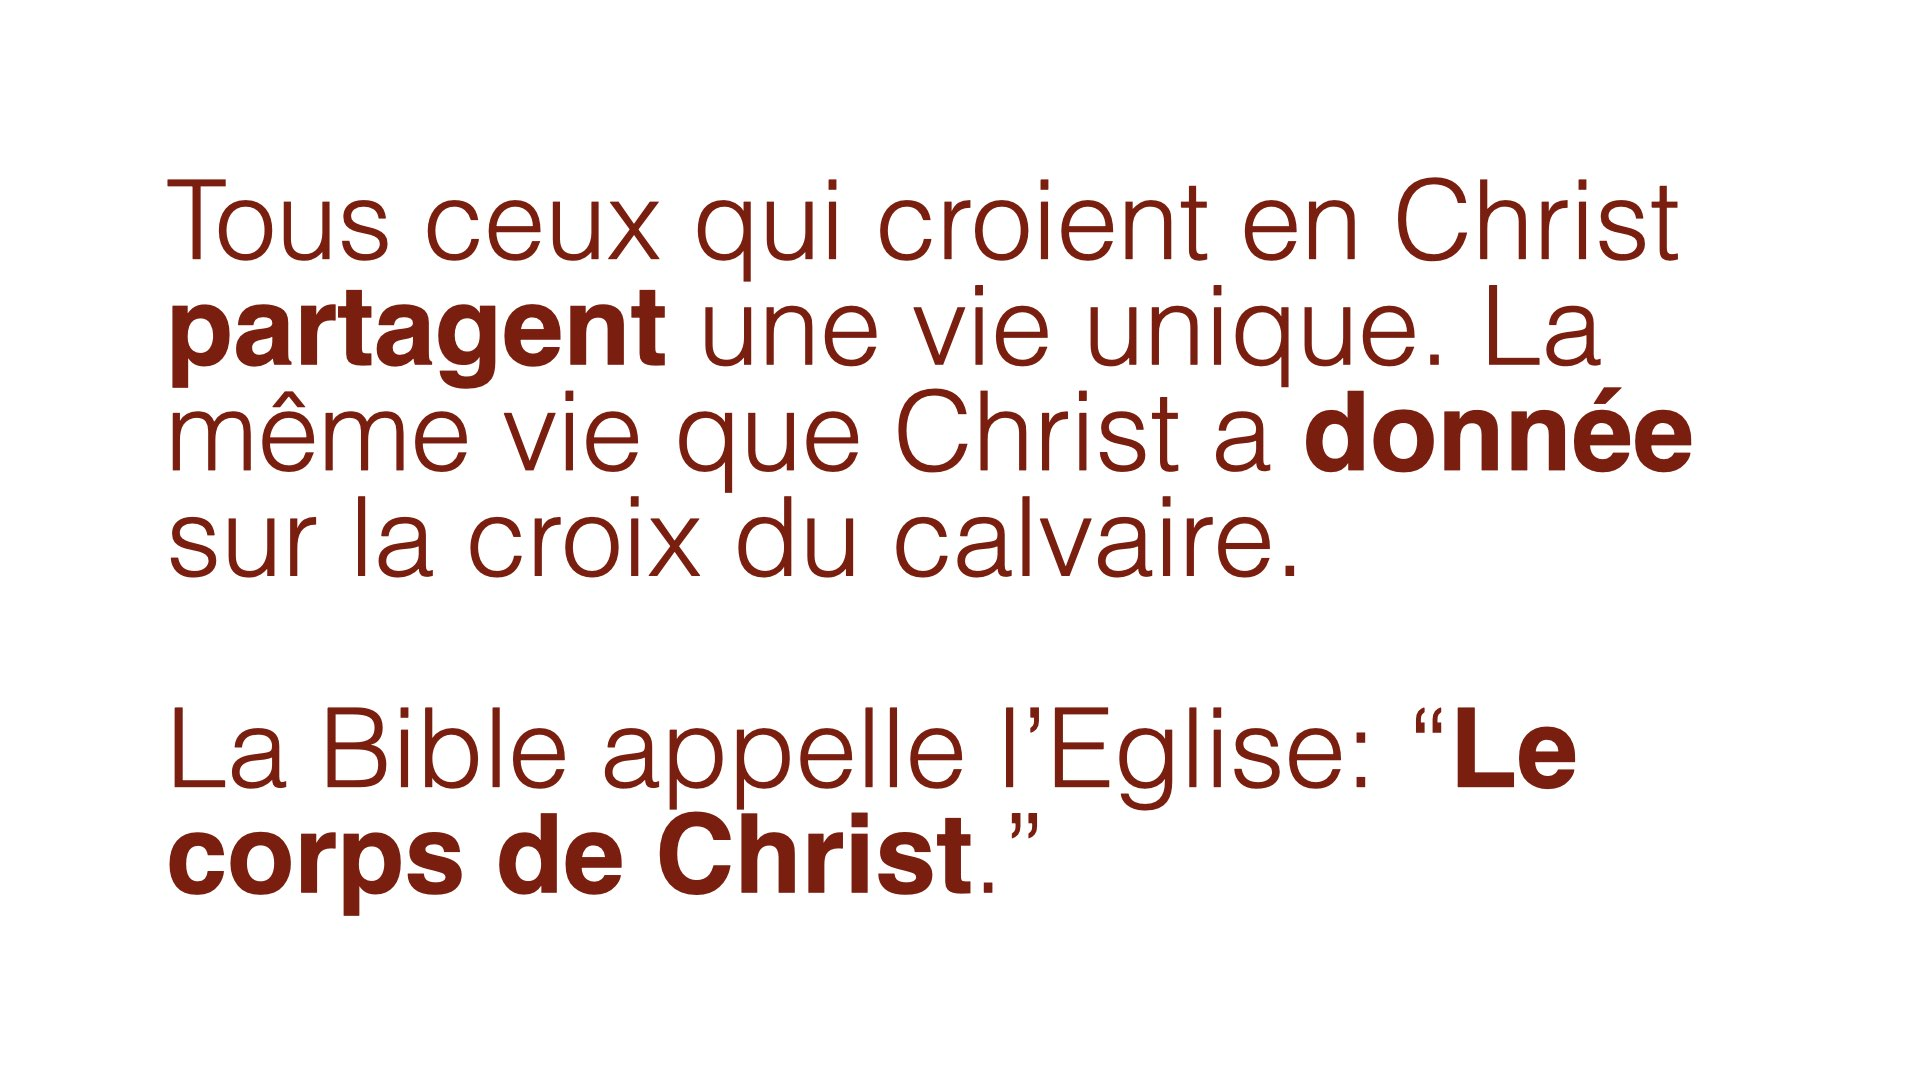 Tous ceux qui croient en Christ
partagent une vie unique. La
même vie que Christ a donnée
sur la croix du calvaire.
La Bible appelle l’Eglise: “Le
corps de Christ.”